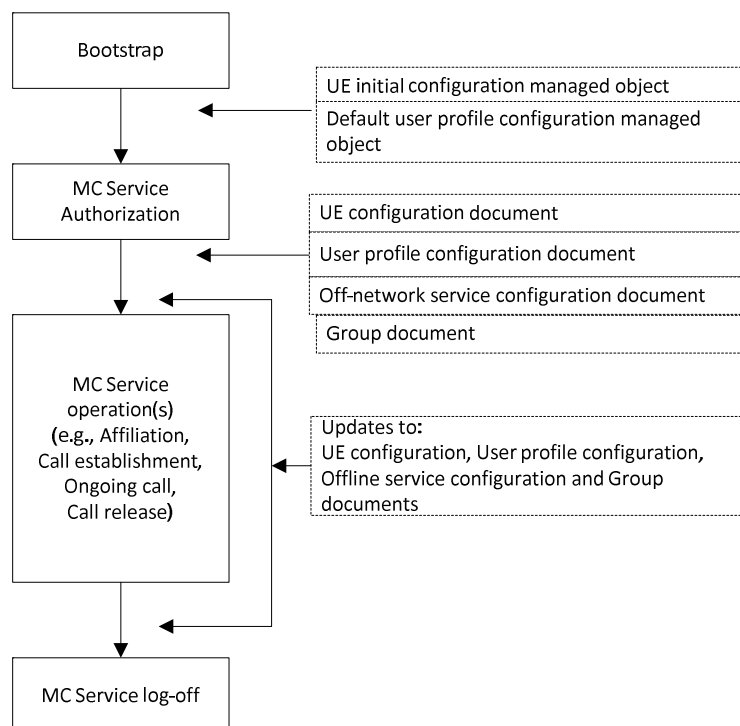 Bootstrap
UE initial configuration managed object
Default user profile configuration managed
object
MC Service
Authorization
UE configuration document
User profile configuration document
Off-network service configuration document
Group document
MC Service
operation(s)
(e.g., Affiliation,
Call establishment,
Ongoing call,
Call release)
Updates to:
UE configuration, User profile configuration,
Offline service configuration and Group
documents
MC Service log-off